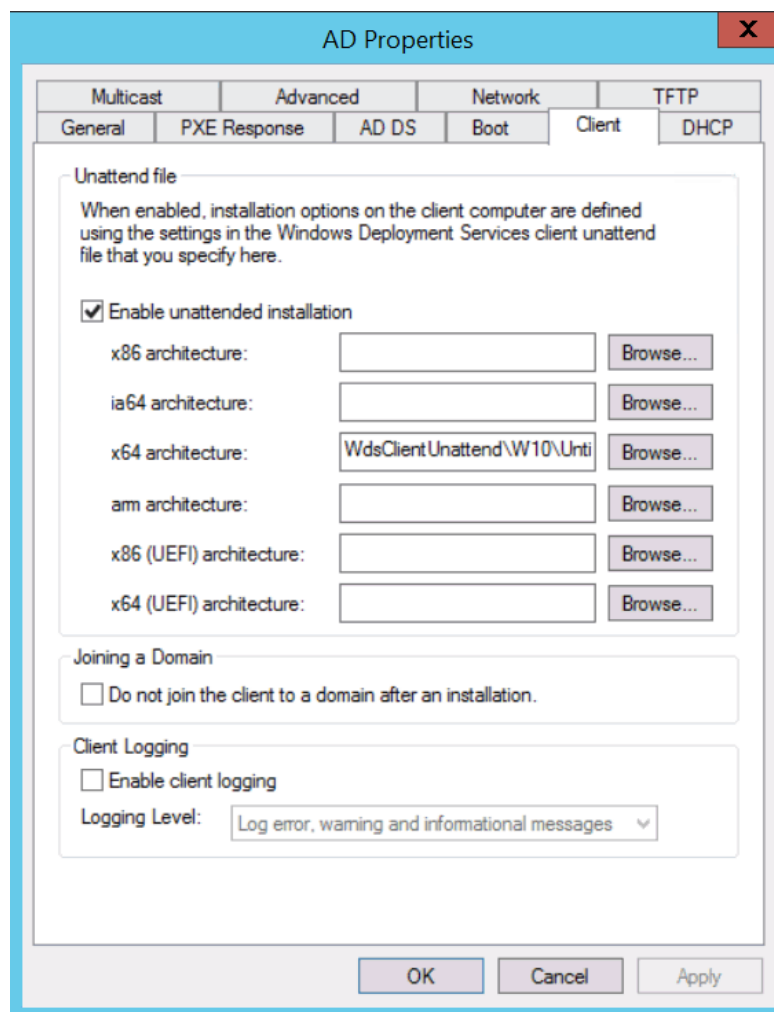 AD Properties
X
Multicast Advanced Network TFTP
General PXE Response AD DS Boot Client DHCP
Unattend file
When enabled, installation options on the client computer are defined
using the settings in the Windows Deployment Services client unattend
file that you specify here.
Enable unattended installation
x86 architecture: Browse...
ia64 architecture: Browse...
x64 architecture: WdsClientUnattend\W10\Unti Browse...
arm architecture: Browse...
x86 (UEFI) architecture: Browse...
x64 (UEFI) architecture: Browse...
Joining a Domain
Do not join the client to a domain after an installation.
Client Logging
Enable client logging
Logging Level: Log error, warning and informational messages
OK Cancel Apply